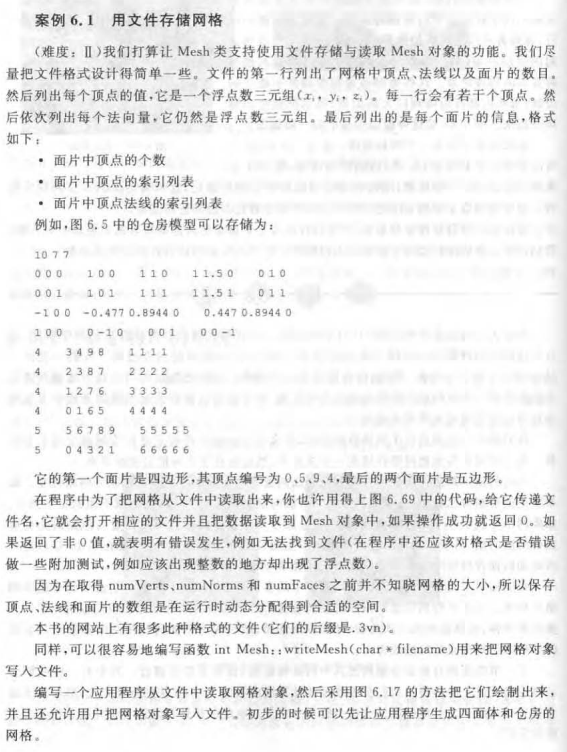 案例 6.1 用文件存储网格
(难度：Ⅱ)我们打算让 Mesh 类支持使用文件存储与读取 Mesh 对象的功能。我们尽
量把文件格式设计得简单一些。文件的第一行列出了网格中顶点、法线以及面片的数目。
然后列出每个顶点的值,它是一个浮点数三元组(xᵢ, yᵢ, zᵢ)。每一行会有若干个顶点。然
后依次列出每个法向量,它仍然是浮点数三元组。最后列出的是每个面片的信息,格式
如下：
• 面片中顶点的个数
• 面片中顶点的索引列表
• 面片中顶点法线的索引列表
例如,图 6.5 中的仓房模型可以存储为：
10 7 7
0 0 0 1 0 0 1 1 0 1 1.5 0 0 1 0
0 0 1 1 0 1 1 1 1 1 1.5 1 0 1 1
-1 0 0 -0.477 0.8944 0 0.447 0.8944 0
1 0 0 0 -1 0 0 0 1 0 0 -1
4 3 4 9 8 1 1 1 1
4 2 3 8 7 2 2 2 2
4 1 2 7 6 3 3 3 3
4 0 1 6 5 4 4 4 4
5 5 6 7 8 9 5 5 5 5 5
5 0 4 3 2 1 6 6 6 6 6
它的第一个面片是四边形,其顶点编号为 0、5、9、4,最后的两个面片是五边形。
在程序中为了把网格从文件中读取出来,你也许用得上图 6.69 中的代码,给它传递文
件名,它就会打开相应的文件并且把数据读取到 Mesh 对象中,如果操作成功就返回 0。如
果返回了非 0 值,就表明有错误发生,例如无法找到文件(在程序中还应该对格式是否错误
做一些附加测试,例如应该出现整数的地方却出现了浮点数)。
因为在取得 numVerts、numNorms 和 numFaces 之前并不知晓网格的大小,所以保存
顶点、法线和面片的数组是在运行时动态分配得到合适的空间。
本书的网站上有很多此种格式的文件(它们的后缀是.3vn)。
同样,可以很容易地编写函数 int Mesh::writeMesh(char * filename)用来把网格对象
写入文件。
编写一个应用程序从文件中读取网格对象,然后采用图 6.17 的方法把它们绘制出来,
并且还允许用户把网格对象写入文件。初步的时候可以先让应用程序生成四面体和仓房的
网格。